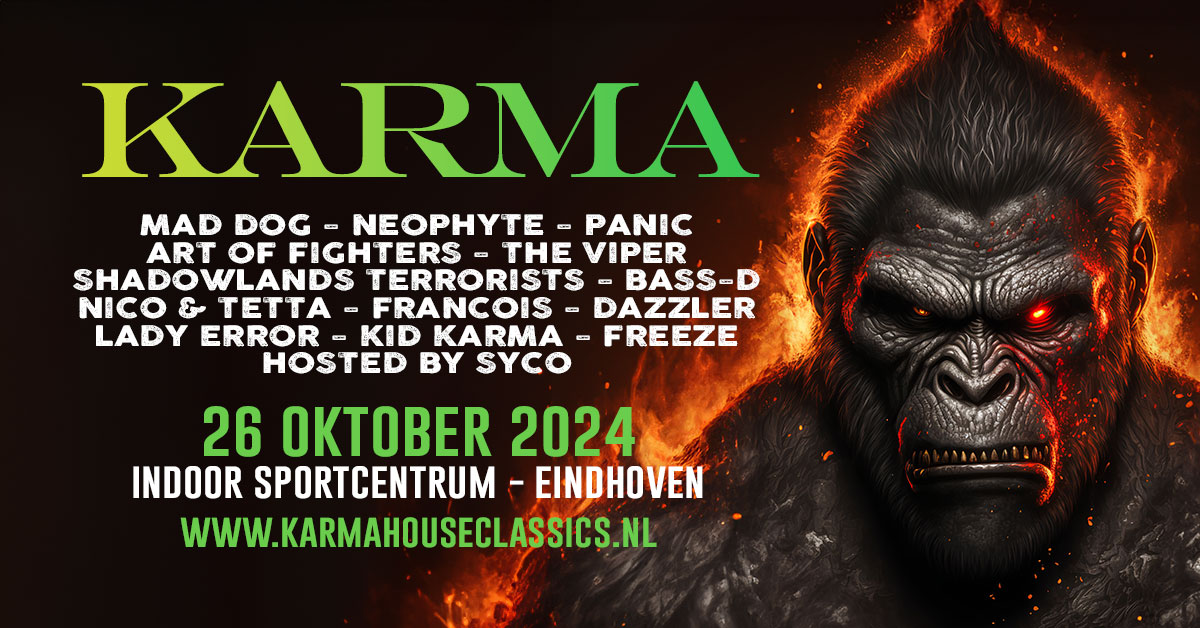 KARMA
MAD DOG - NEOPHYTE - PANIC
ART OF FIGHTERS - THE VIPER
SHADOWLANDS TERRORISTS - BASS-D
NICO & TETTA - FRANCOIS - DAZZLER
LADY ERROR - KID KARMA - FREEZE
HOSTED BY SYCO
26 OKTOBER 2024
INDOOR SPORTCENTRUM - EINDHOVEN
WWW.KARMAHOUSECLASSICS.NL